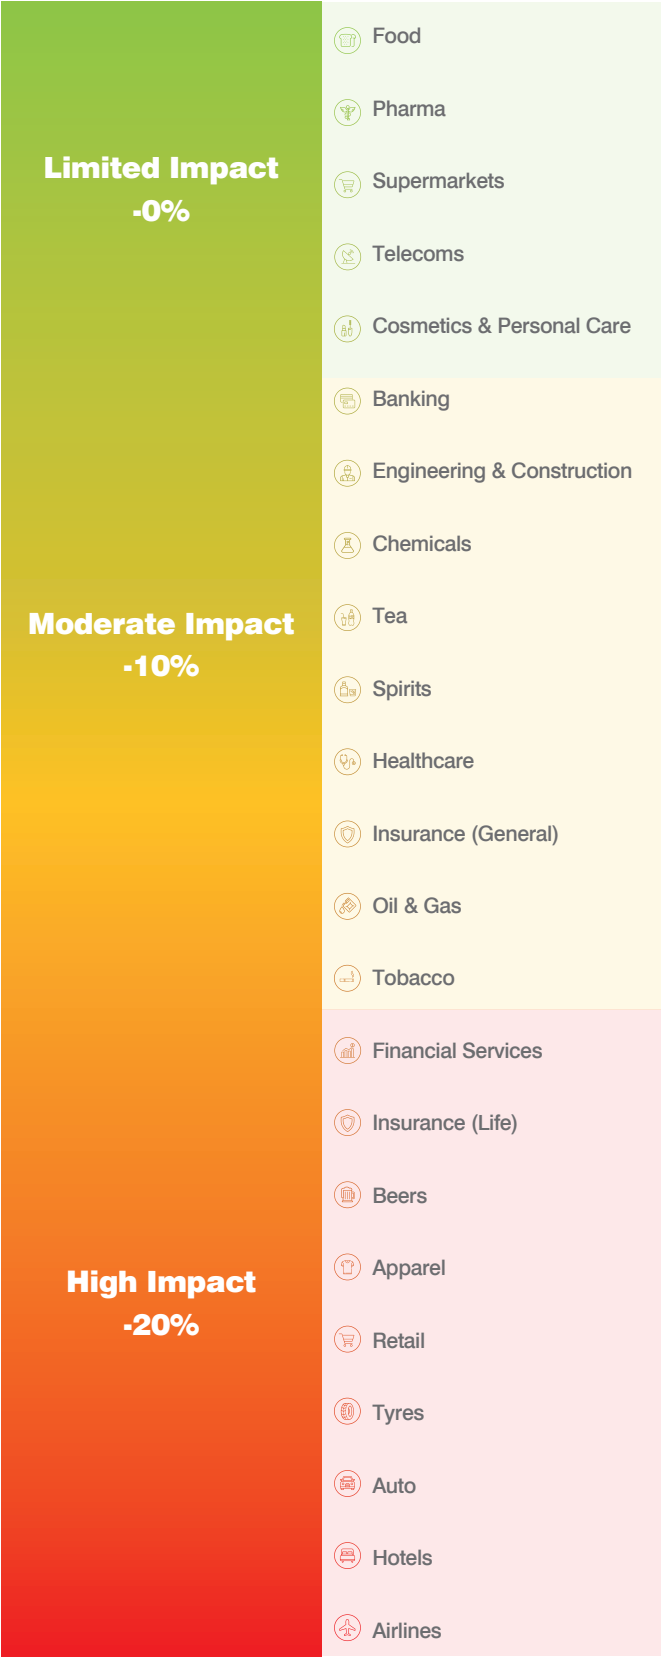 Limited Impact
-0%
Food
Pharma
Supermarkets
Telecoms
Cosmetics & Personal Care
Moderate Impact
-10%
Banking
Engineering & Construction
Chemicals
Tea
Spirits
Healthcare
Insurance (General)
Oil & Gas
Tobacco
High Impact
-20%
Financial Services
Insurance (Life)
Beers
Apparel
Retail
Tyres
Auto
Hotels
Airlines